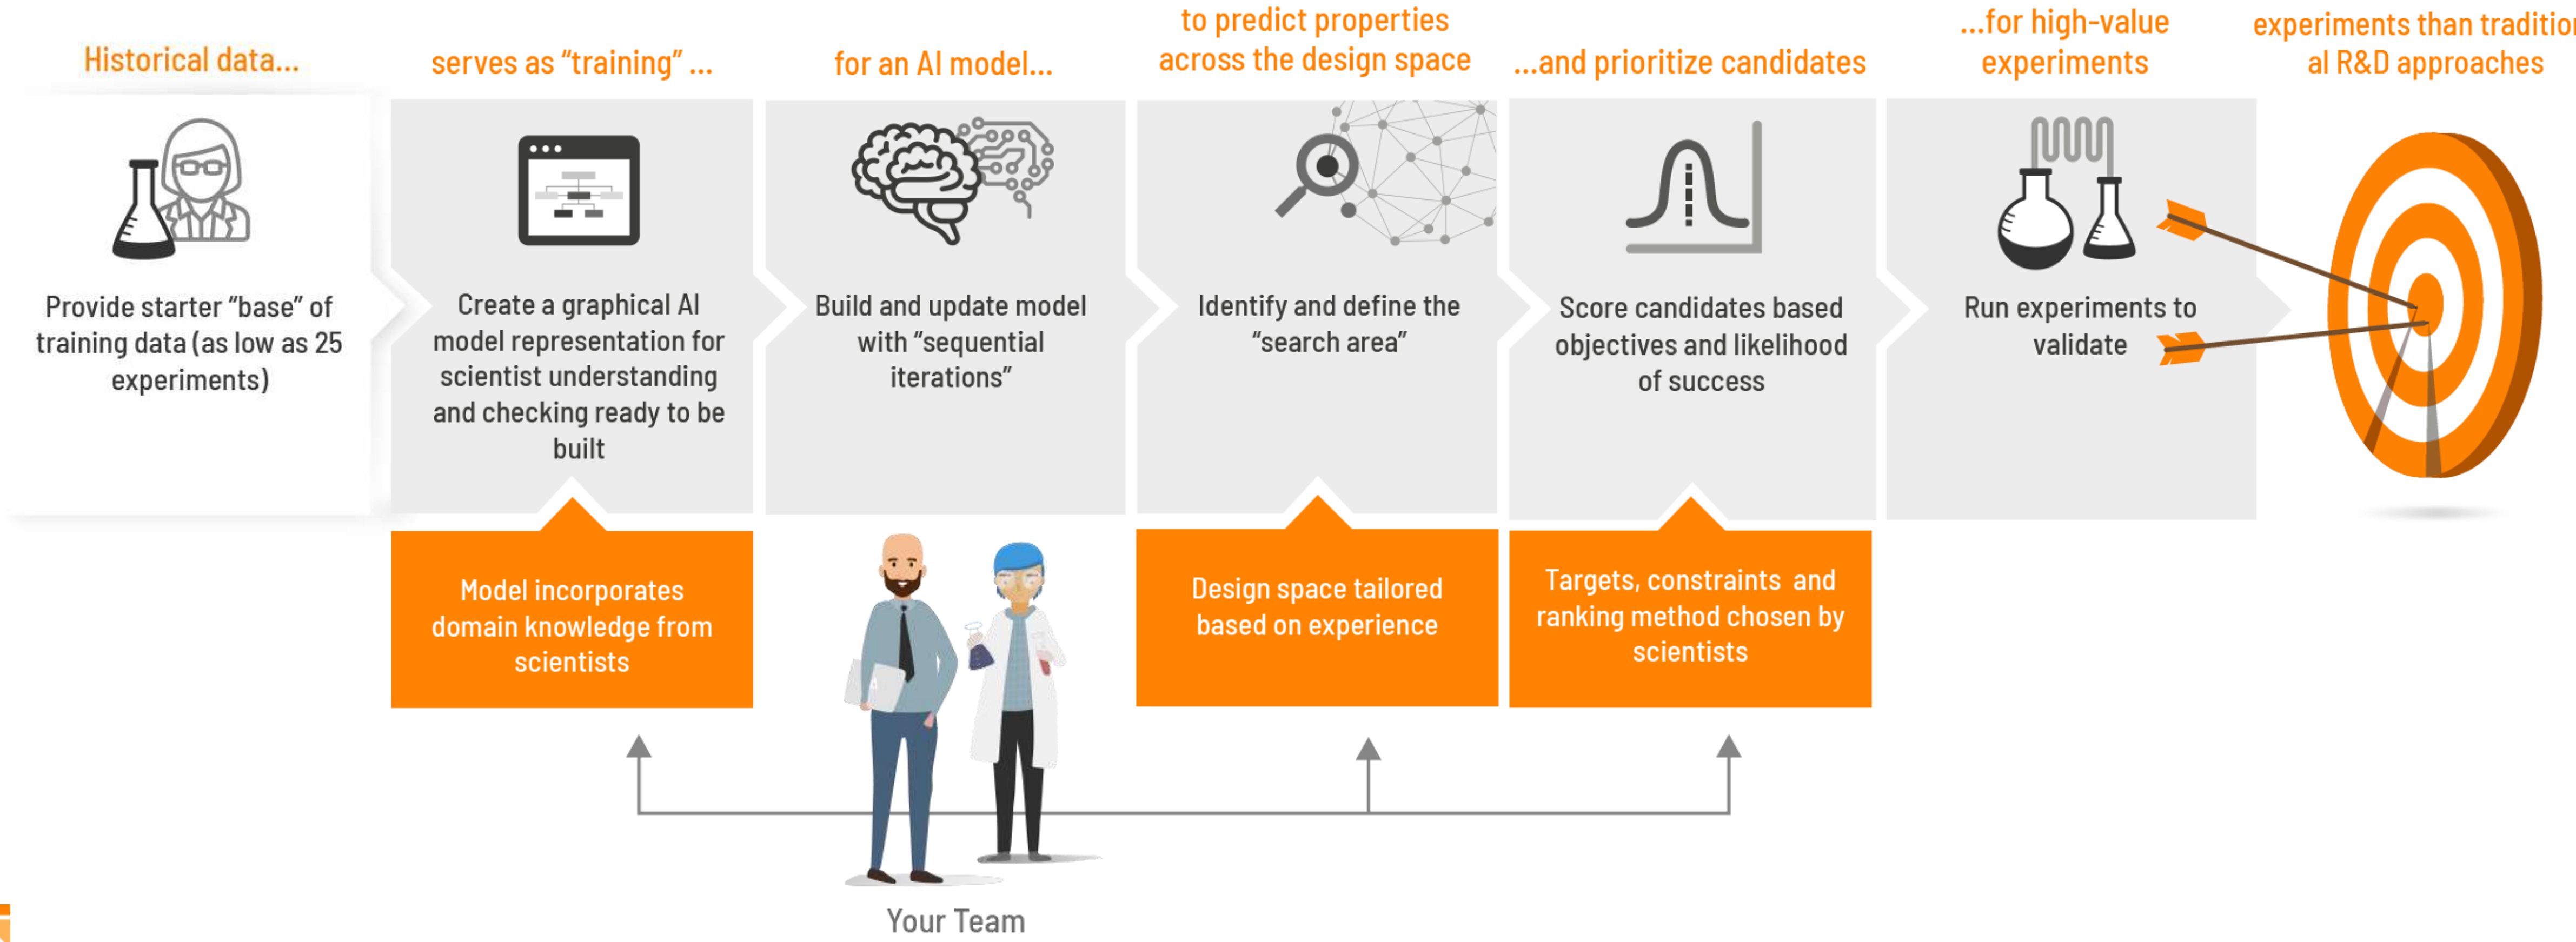 Historical data...
Provide starter “base” of
training data (as low as 25
experiments)
serves as “training” ...
Create a graphical AI
model representation for
scientist understanding
and checking ready to be
built
Model incorporates
domain knowledge from
scientists
for an AI model...
Build and update model
with “sequential
iterations”
to predict properties
across the design space
Identify and define the
“search area”
Design space tailored
based on experience
...and prioritize candidates
Score candidates based
objectives and likelihood
of success
Targets, constraints and
ranking method chosen by
scientists
...for high-value
experiments
Run experiments to
validate
experiments than tradition
al R&D approaches
Your Team